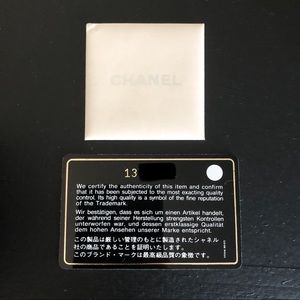 CHANEL
13
We certify the authenticity of this item and confirm
that it has been subjected to the most exacting quality
control. Its high quality is a symbol of the fine reputation
of the Trademark.
Wir bestätigen, dass es sich um einen Artikel handelt,
der während seiner Herstellung strengsten Kontrollen
unterworfen war, und dessen erstklassige Qualität
dem hohen Ansehen unserer Marke entspricht.
この製品は厳しい管理のもとに製造されたシャネル
社の商品であることを証明いたします。
このブランド・マークは最高級品質の象徴です。